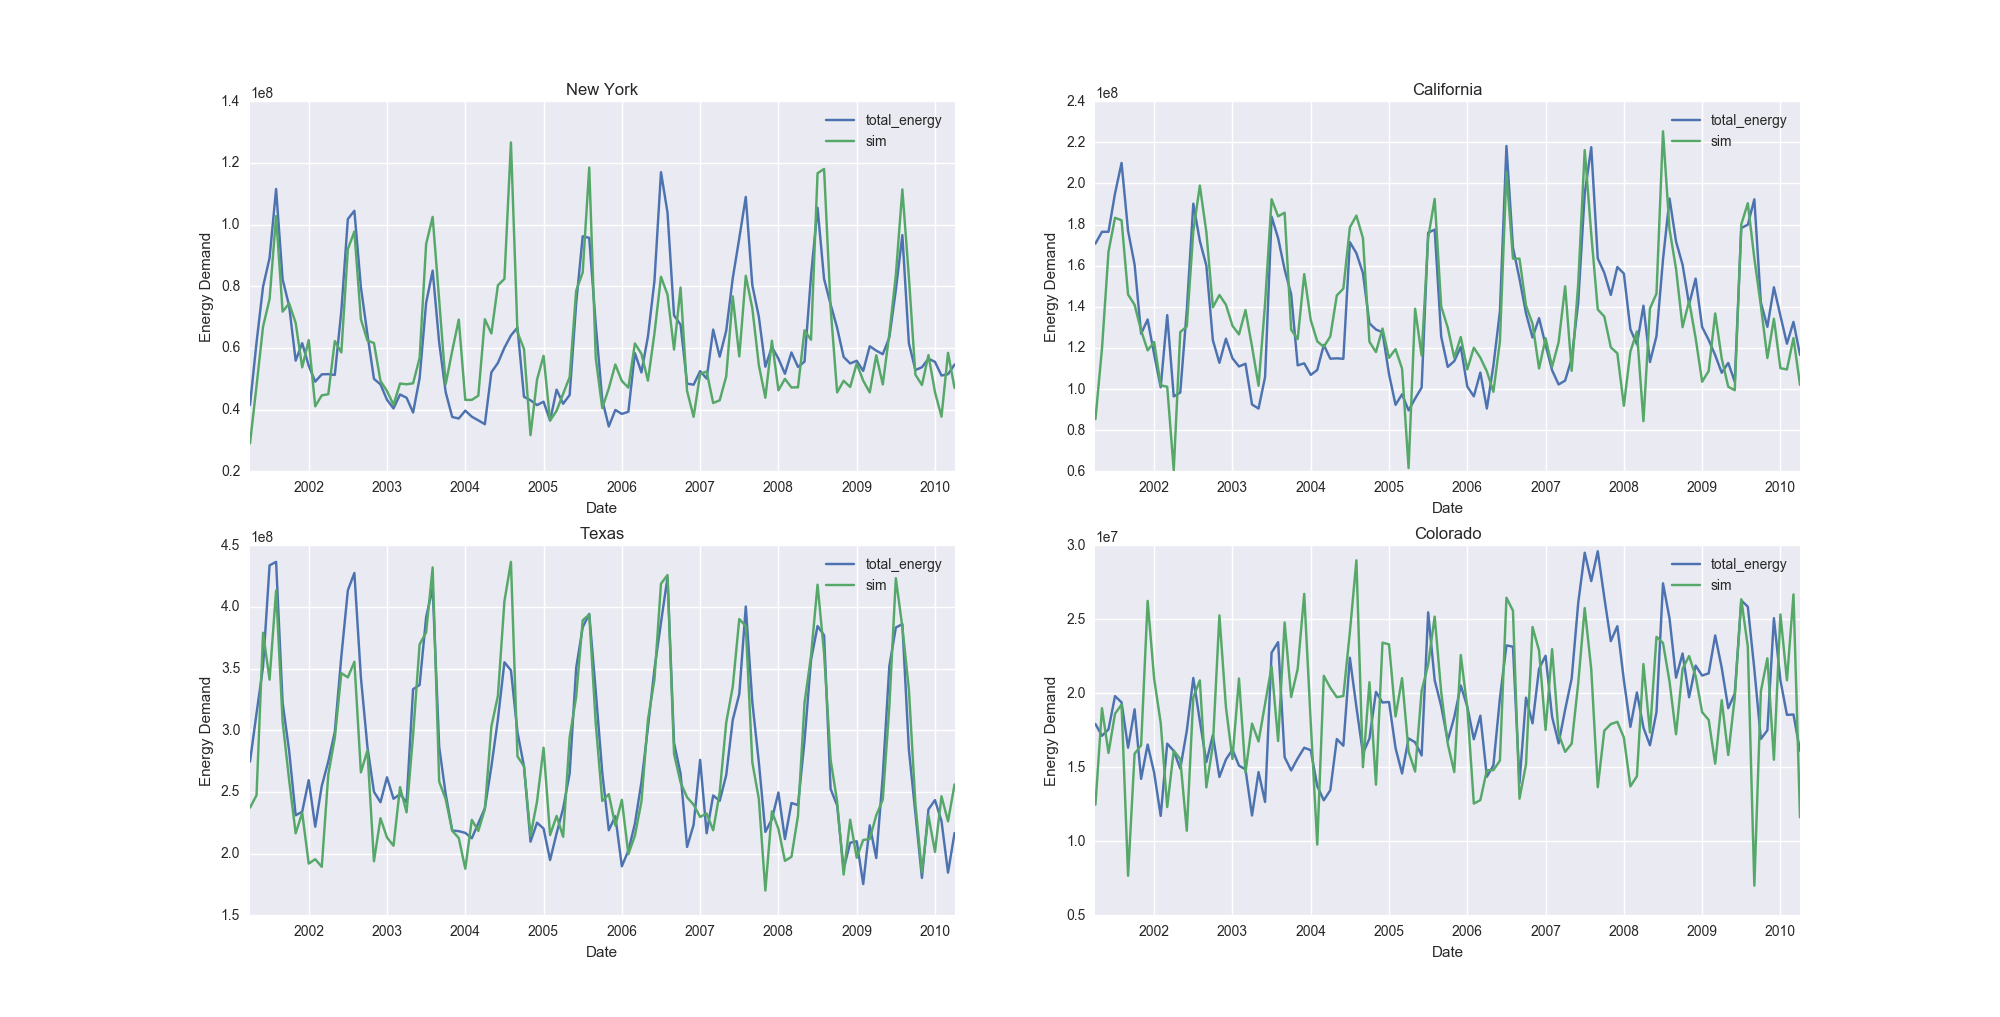 New York
1e8
1.4
1.2
1.0
0.8
0.6
0.4
0.2
Energy Demand
total_energy
sim
2002 2003 2004 2005 2006 2007 2008 2009 2010
Date
California
1e8
2.4
2.2
2.0
1.8
1.6
1.4
1.2
1.0
0.8
0.6
Energy Demand
total_energy
sim
2002 2003 2004 2005 2006 2007 2008 2009 2010
Date
Texas
1e8
4.5
4.0
3.5
3.0
2.5
2.0
1.5
Energy Demand
total_energy
sim
2002 2003 2004 2005 2006 2007 2008 2009 2010
Date
Colorado
1e7
3.0
2.5
2.0
1.5
1.0
0.5
Energy Demand
total_energy
sim
2002 2003 2004 2005 2006 2007 2008 2009 2010
Date